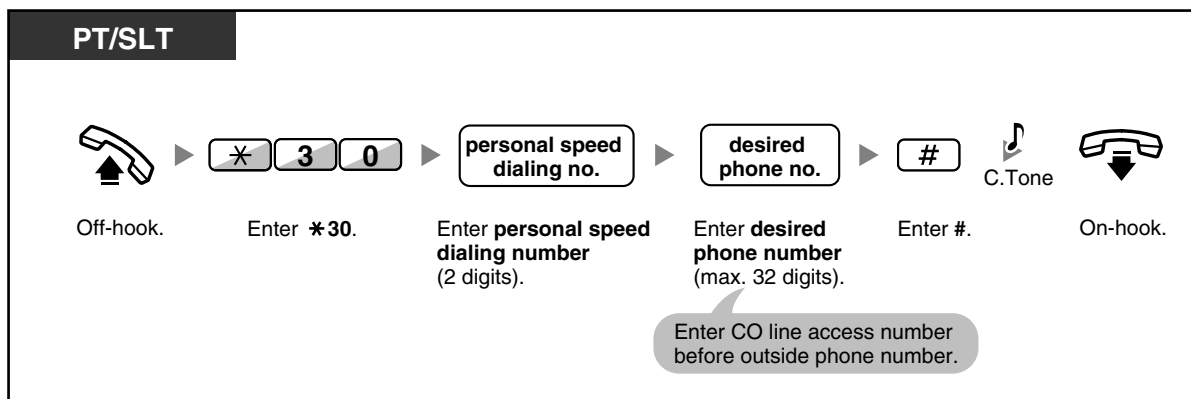 PT/SLT
Off-hook.
✳ 3 0
Enter ✳30.
personal speed
dialing no.
Enter personal speed
dialing number
(2 digits).
desired
phone no.
Enter desired
phone number
(max. 32 digits).
Enter CO line access number
before outside phone number.
#
Enter #.
C.Tone
On-hook.